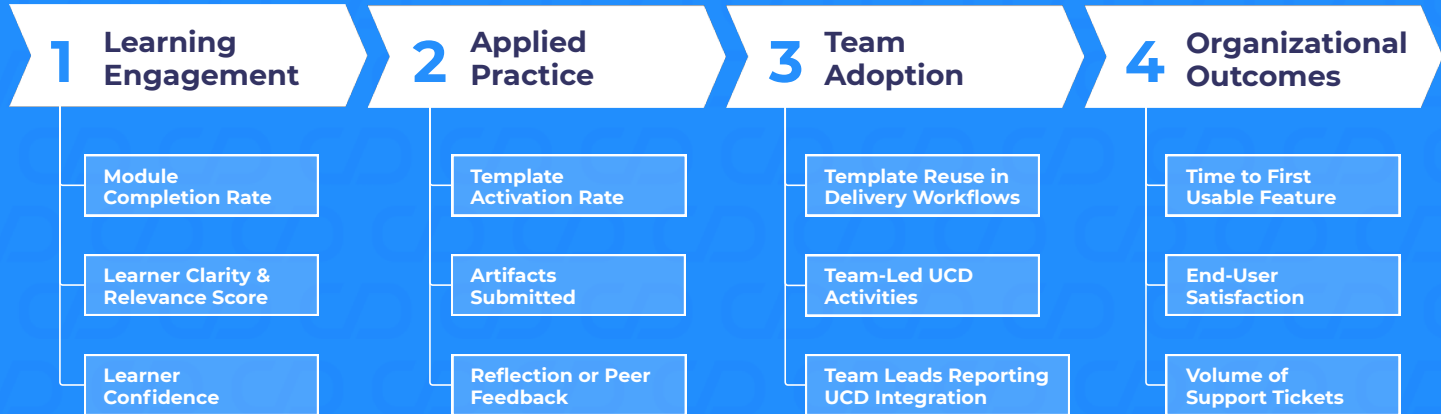 1
Learning
Engagement
Module
Completion Rate
Learner Clarity &
Relevance Score
Learner
Confidence
2
Applied
Practice
Template
Activation Rate
Artifacts
Submitted
Reflection or Peer
Feedback
3
Team
Adoption
Template Reuse in
Delivery Workflows
Team-Led UCD
Activities
Team Leads Reporting
UCD Integration
4
Organizational
Outcomes
Time to First
Usable Feature
End-User
Satisfaction
Volume of
Support Tickets